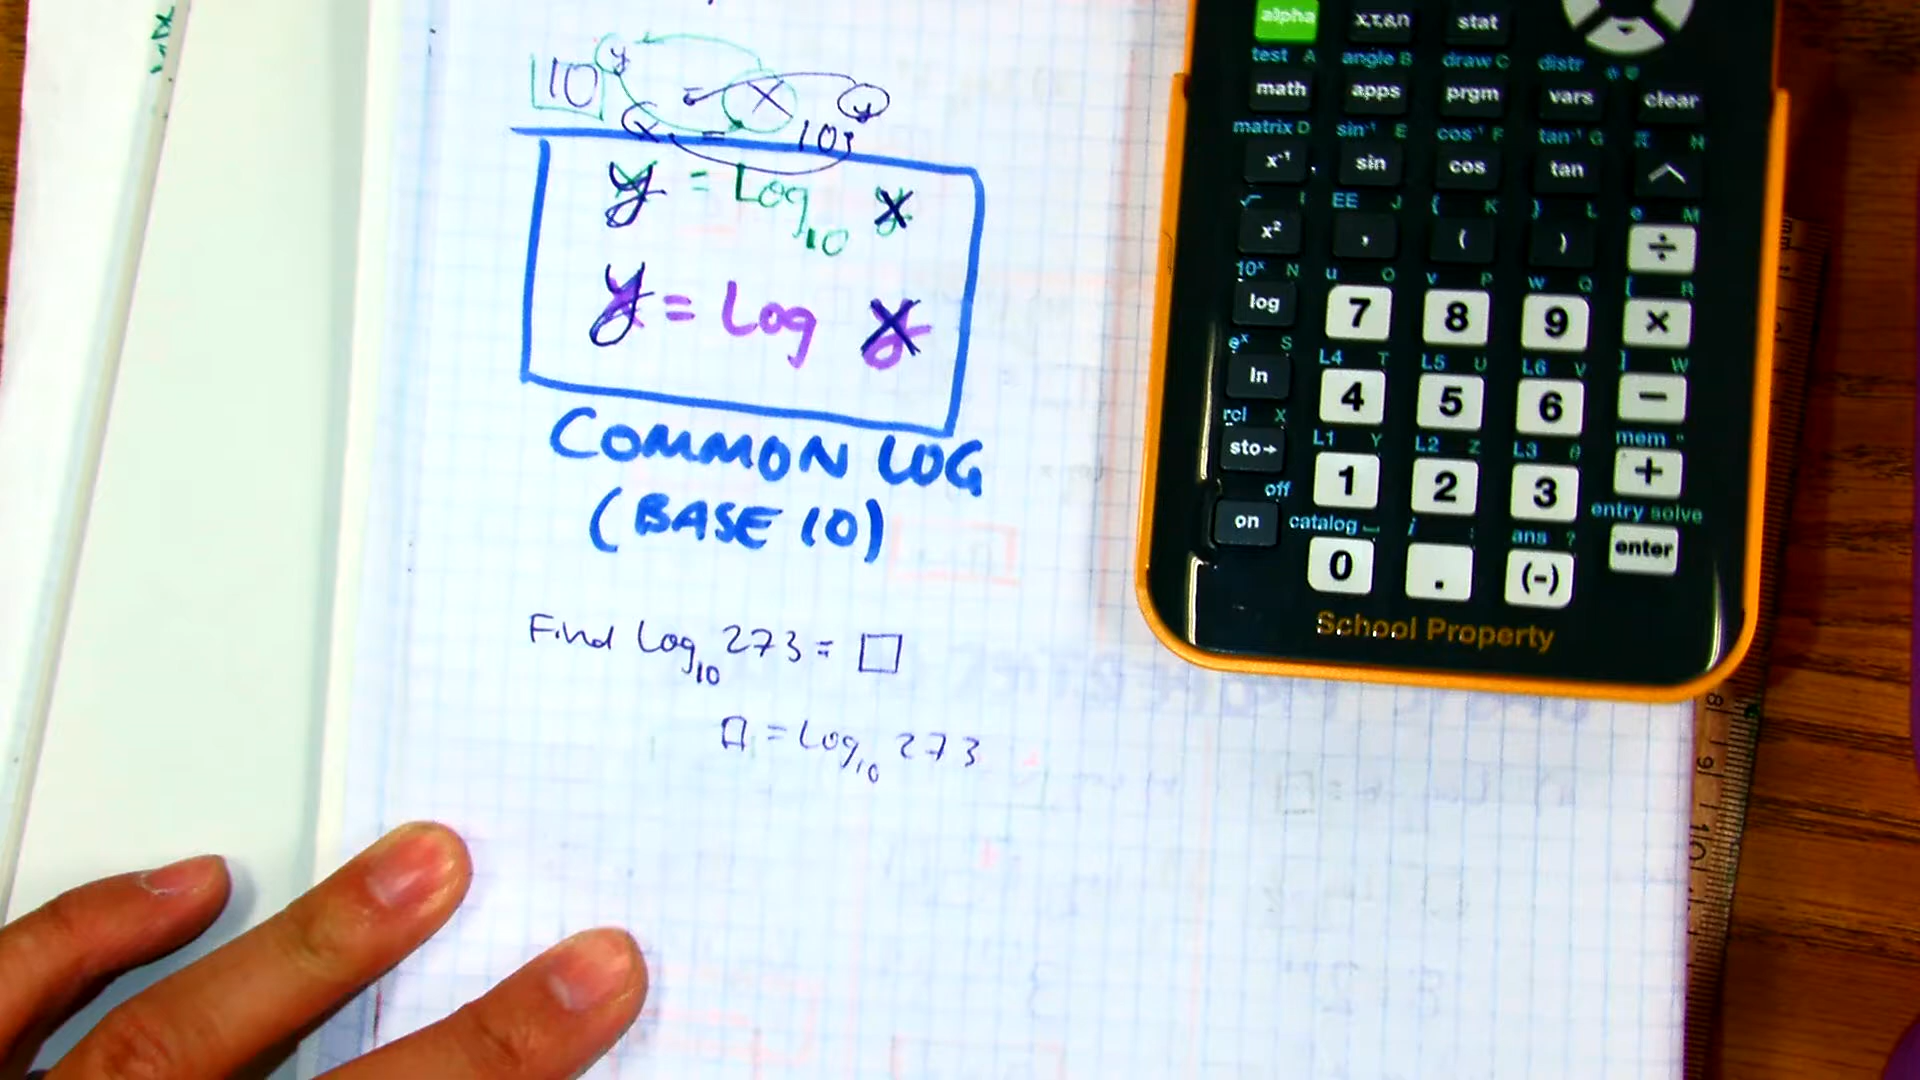 10 y = x
x = 10y
y = Log10 x
y = Log x
COMMON LOG
(BASE 10)
Find Log10 273 = □
□ = Log10 273
alpha X,T,θ,n stat
test A angle B draw C distr
math apps prgm vars clear
matrix D sin⁻¹ E cos⁻¹ F tan⁻¹ G π H
x⁻¹ sin cos tan ^
√ I EE J { K } L e M
x² , ( ) ÷
10ˣ N u O v P w Q [ R
log 7 8 9 ×
eˣ S L4 T L5 U L6 V ] W
ln 4 5 6 −
rcl X L1 Y L2 Z L3 θ mem "
sto→ 1 2 3 +
off catalog i : ans ? entry solve
on 0 . (-) enter
School Property
8
9
10